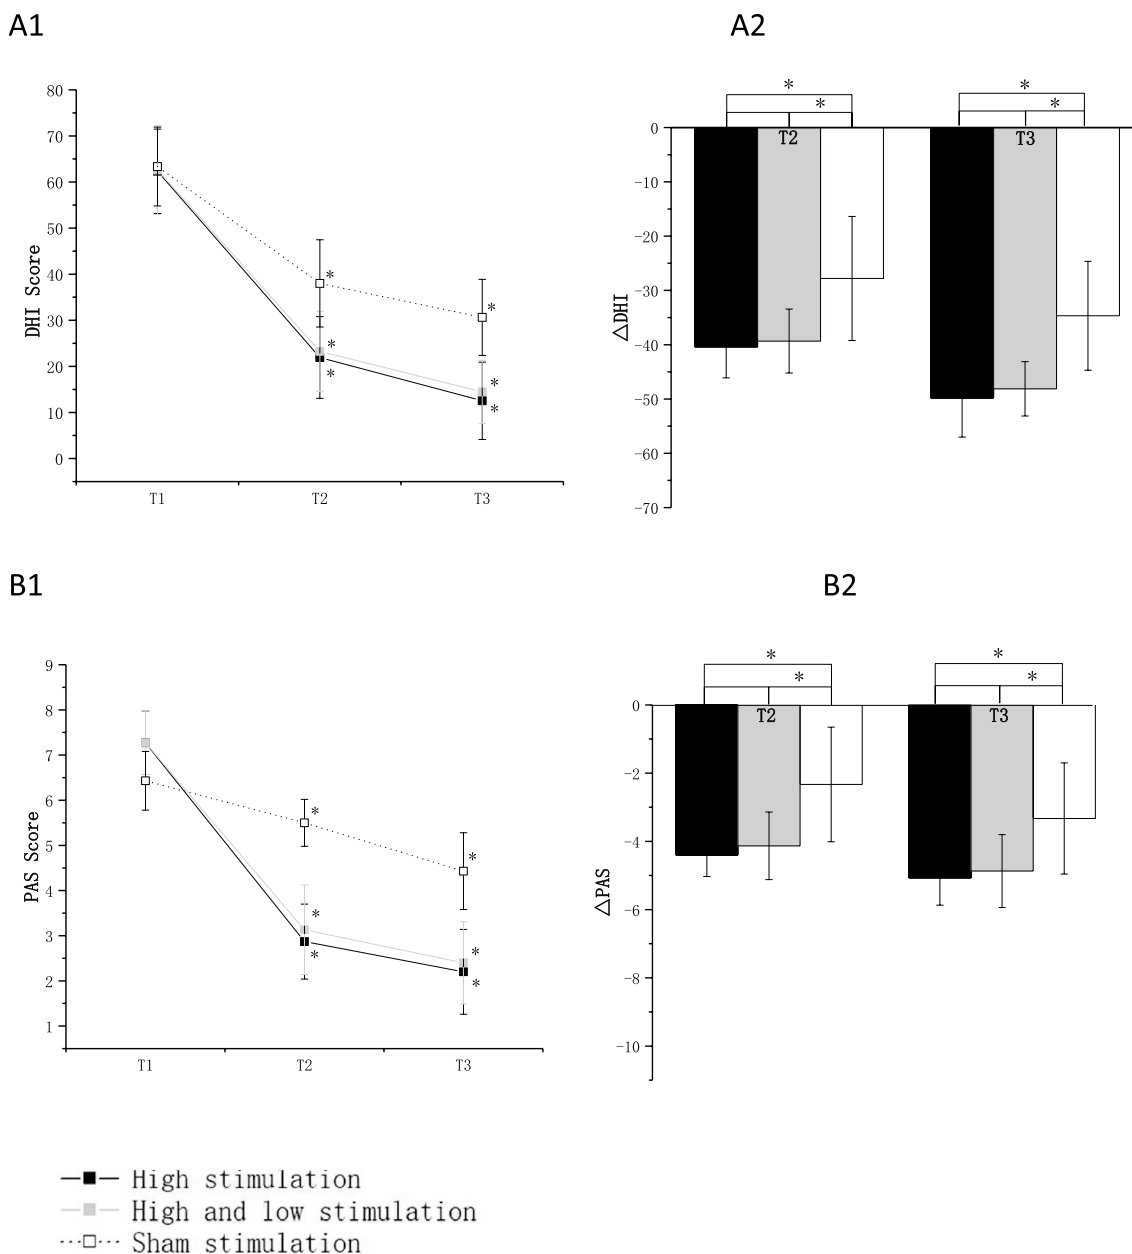 A1
A2
80
70
60
50
40
30
20
10
0
DHI Score
T1
T2
T3
*
*
*
*
*
*
0
-10
-20
-30
-40
-50
-60
-70
△DHI
T2
T3
*
*
*
*
B1
B2
9
8
7
6
5
4
3
2
1
PAS Score
T1
T2
T3
*
*
*
*
*
*
0
-2
-4
-6
-8
-10
△PAS
T2
T3
*
*
*
*
High stimulation
High and low stimulation
Sham stimulation